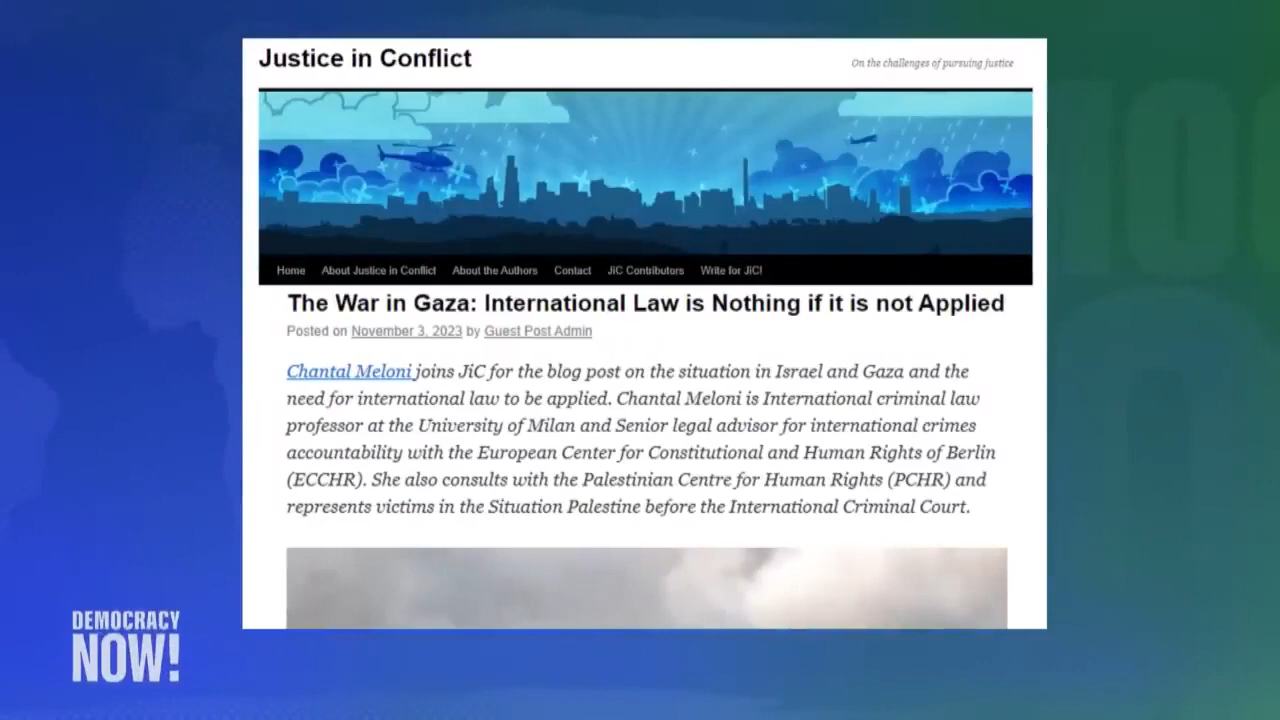 Justice in Conflict
On the challenges of pursuing justice
Home About Justice in Conflict About the Authors Contact JiC Contributors Write for JiC!
The War in Gaza: International Law is Nothing if it is not Applied
Posted on November 3, 2023 by Guest Post Admin
Chantal Meloni joins JiC for the blog post on the situation in Israel and Gaza and the
need for international law to be applied. Chantal Meloni is International criminal law
professor at the University of Milan and Senior legal advisor for international crimes
accountability with the European Center for Constitutional and Human Rights of Berlin
(ECCHR). She also consults with the Palestinian Centre for Human Rights (PCHR) and
represents victims in the Situation Palestine before the International Criminal Court.
DEMOCRACY
NOW!